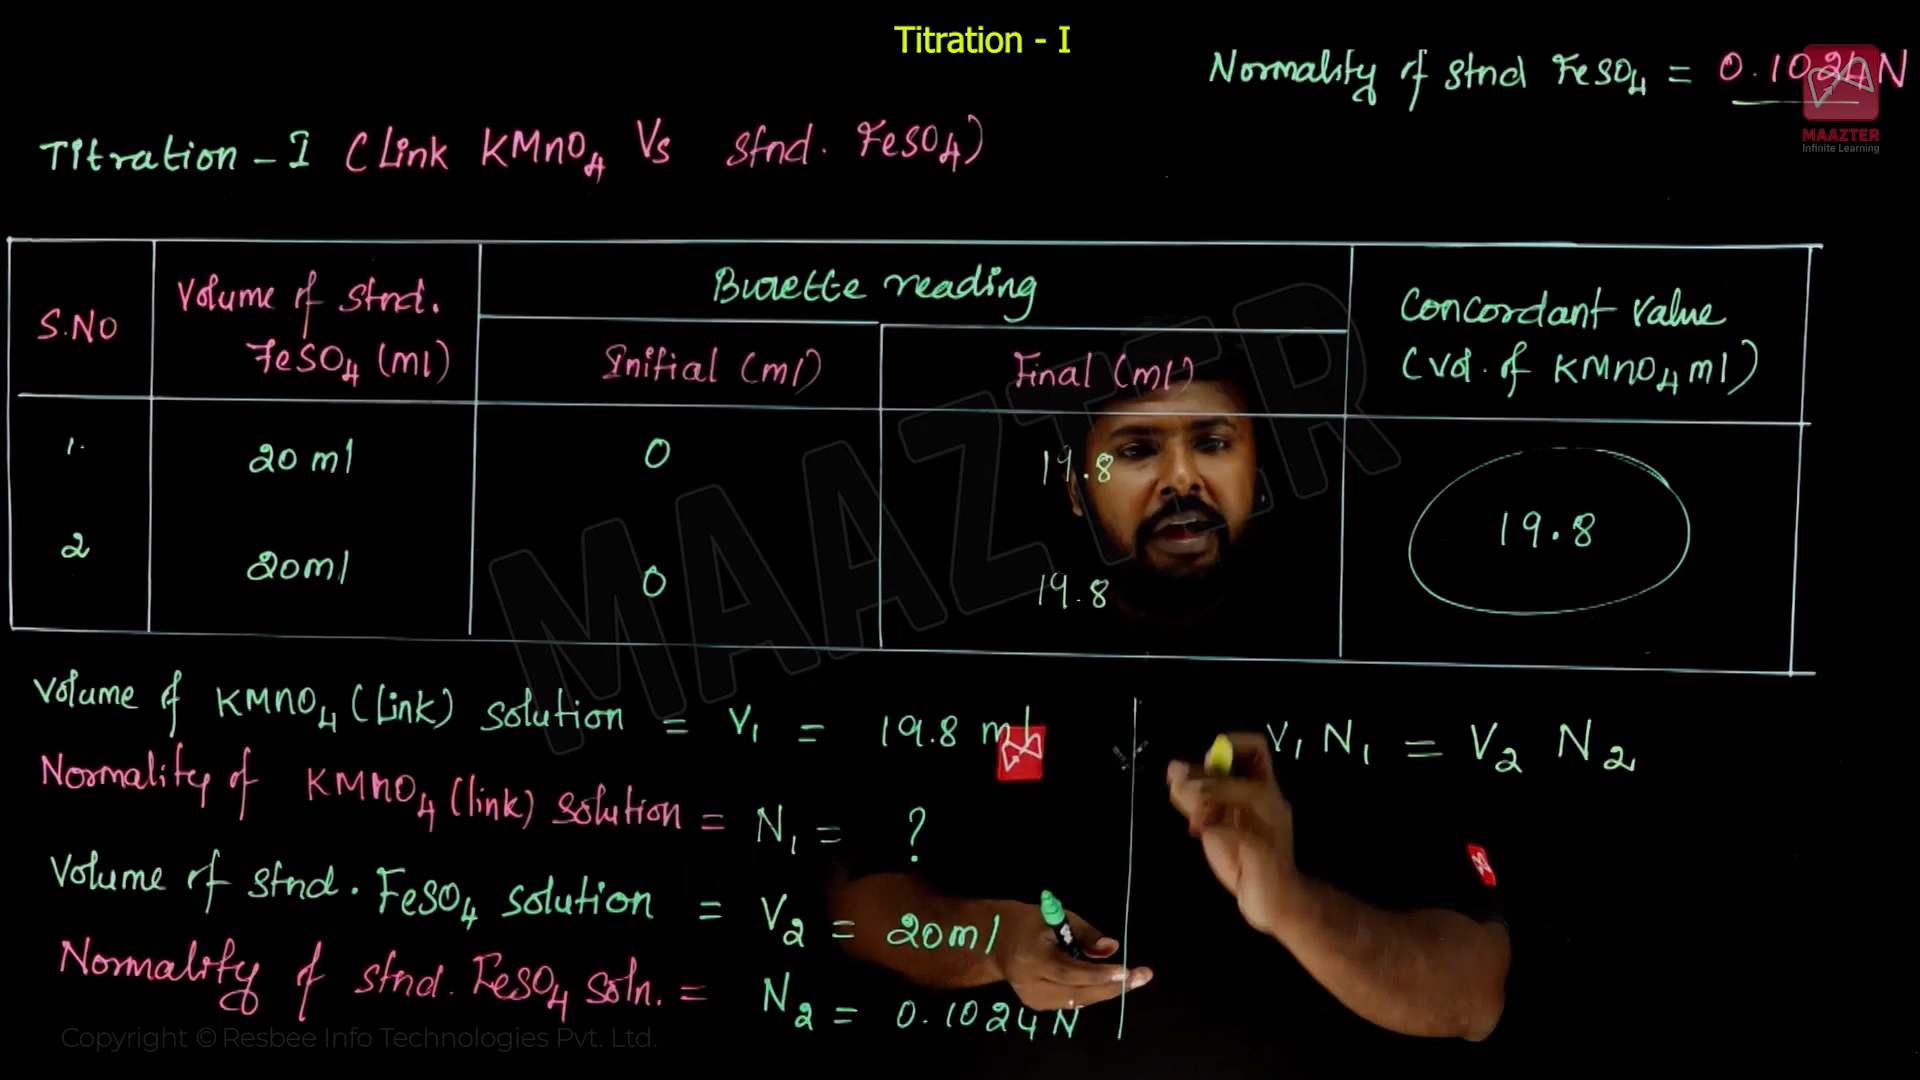 Titration - I
Normality of stnd FeSO4 = 0.1024 N
MAAZTER
Infinite Learning
Titration - I (Link KMnO4 Vs stnd. FeSO4)
S.NO
Volume of stnd. FeSO4 (ml)
Burette reading
Initial (ml)
Final (ml)
Concordant value
(Vol. of KMnO4 ml)
1. 20 ml 0 19.8
19.8
2 20ml 0 19.8
MAAZTER
Volume of KMnO4 (Link) solution = V1 = 19.8 ml
Normality of KMnO4 (link) solution = N1 = ?
Volume of stnd. FeSO4 solution = V2 = 20ml
Normality of stnd. FeSO4 soln. = N2 = 0.1024 N
V1 N1 = V2 N2
Copyright © Resbee Info Technologies Pvt. Ltd.